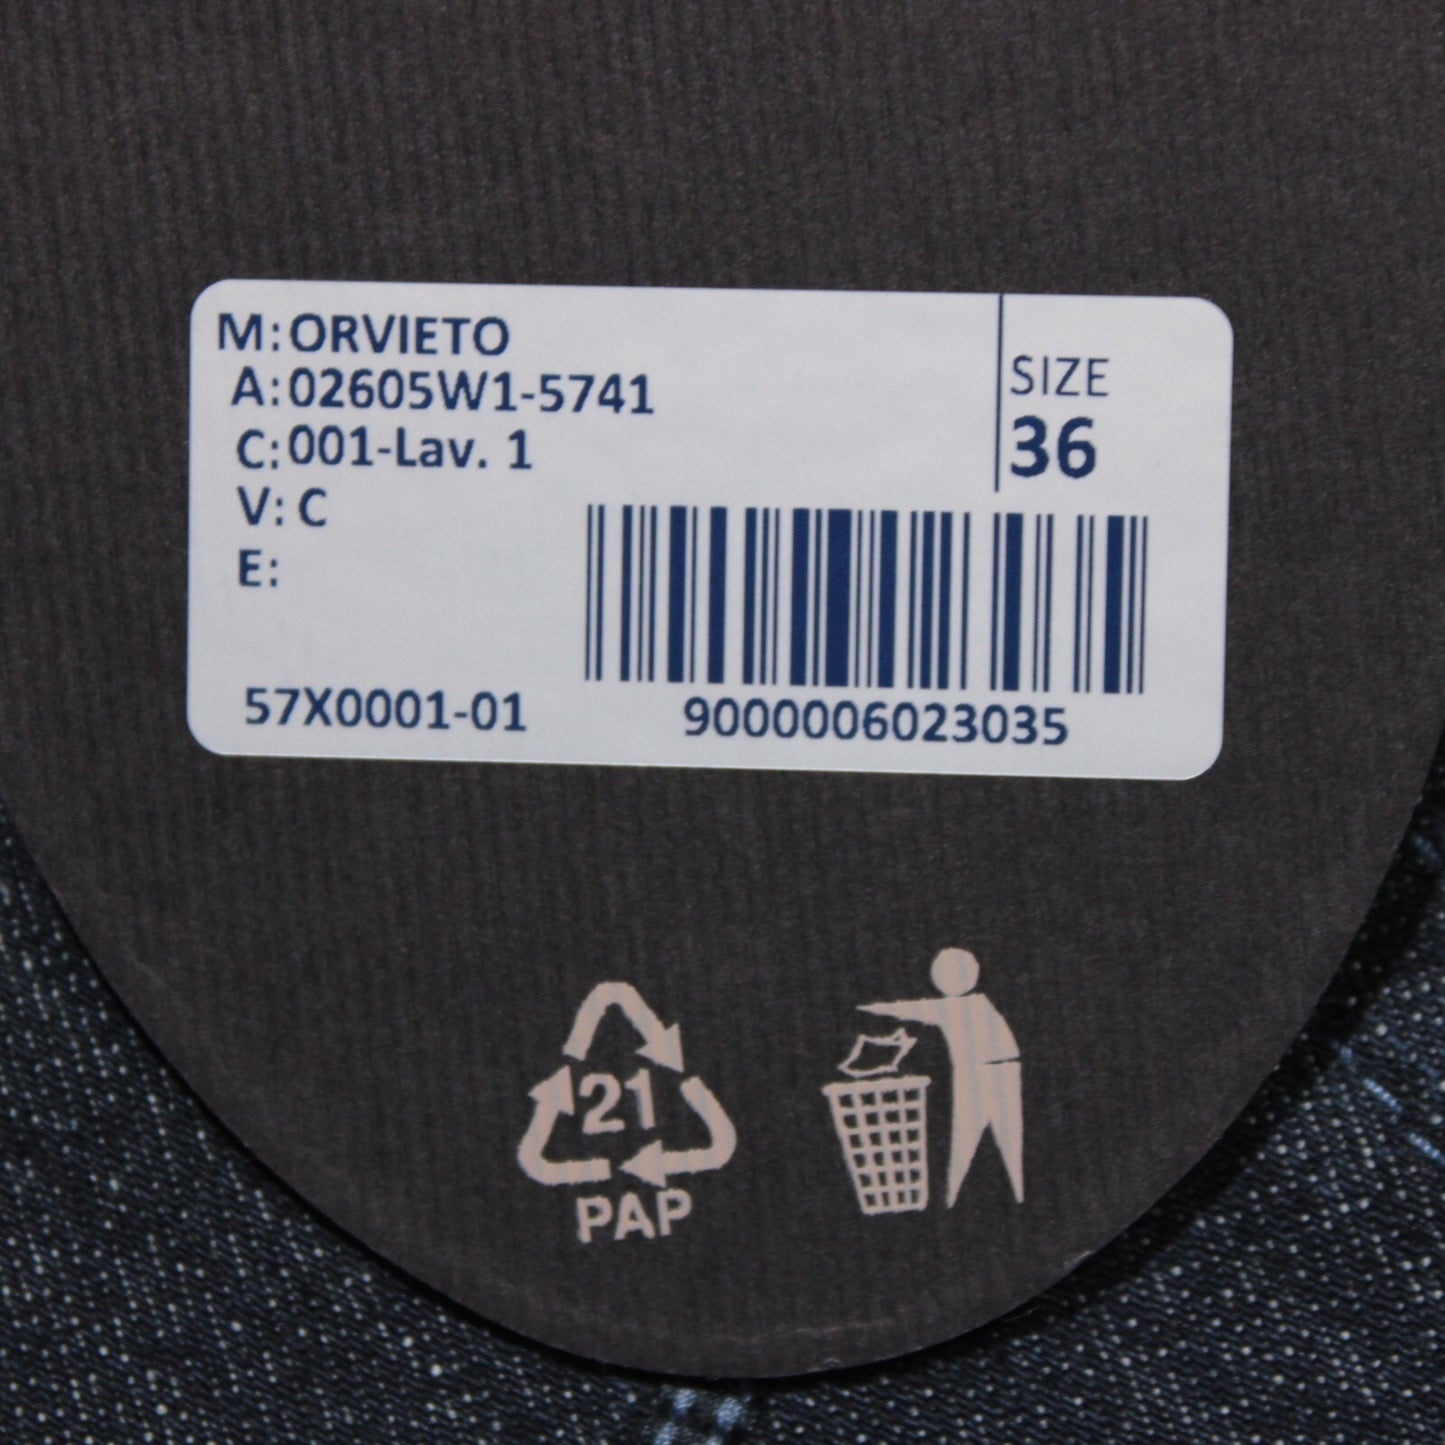 M: ORVIETO
A: 02605W1-5741
C: 001-Lav. 1
V: C
E:
SIZE
36
57X0001-01
9000006023035
21
PAP